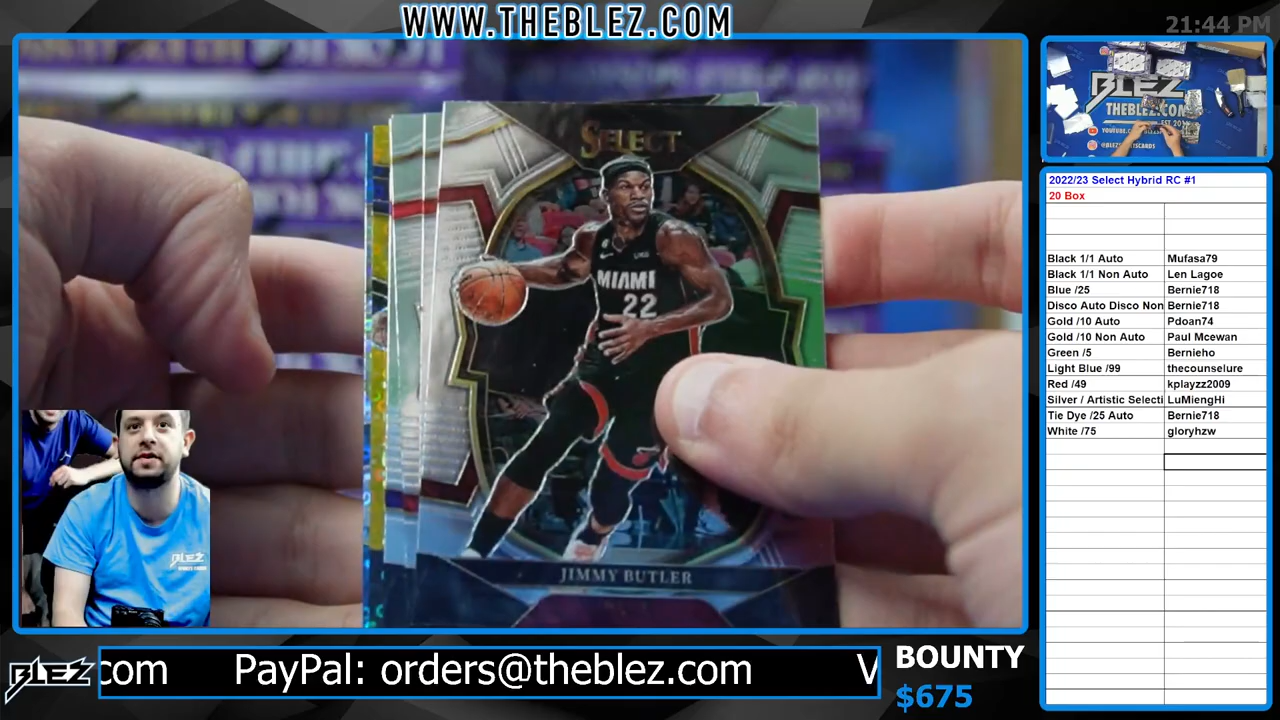 WWW.THEBLEZ.COM
21:44 PM
SELECT
MIAMI
22
JIMMY BUTLER
BLEZ
THEBLEZ.COM
2022/23 Select Hybrid RC #1
20 Box
Black 1/1 Auto Mufasa79
Black 1/1 Non Auto Len Lagoe
Blue /25 Bernie718
Disco Auto Disco Non Bernie718
Gold /10 Auto Pdoan74
Gold /10 Non Auto Paul Mcewan
Green /5 Bernieho
Light Blue /99 thecounselure
Red /49 kplayzz2009
Silver / Artistic Selecti LuMiengHi
Tie Dye /25 Auto Bernie718
White /75 gloryhzw
BLEZ
BLEZ
com PayPal: orders@theblez.com V
BOUNTY
$675